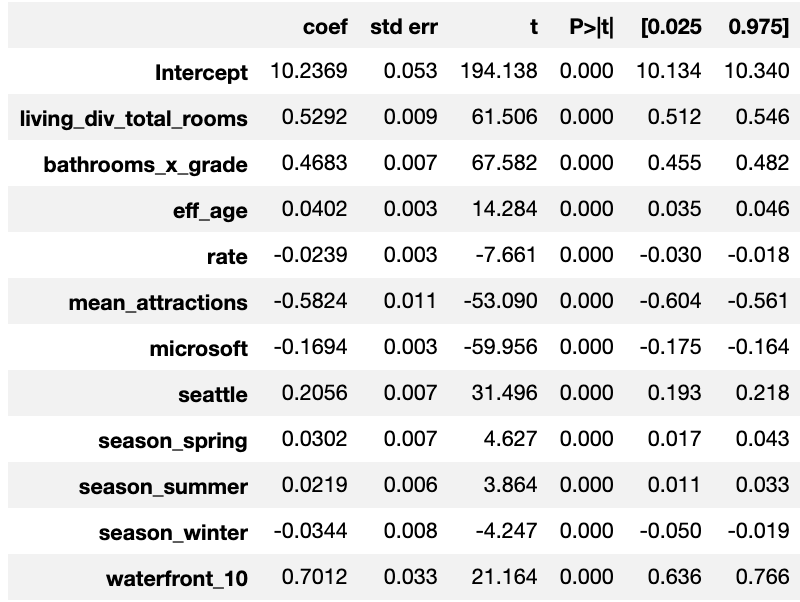 coef std err t P>|t| [0.025 0.975]
Intercept 10.2369 0.053 194.138 0.000 10.134 10.340
living_div_total_rooms 0.5292 0.009 61.506 0.000 0.512 0.546
bathrooms_x_grade 0.4683 0.007 67.582 0.000 0.455 0.482
eff_age 0.0402 0.003 14.284 0.000 0.035 0.046
rate -0.0239 0.003 -7.661 0.000 -0.030 -0.018
mean_attractions -0.5824 0.011 -53.090 0.000 -0.604 -0.561
microsoft -0.1694 0.003 -59.956 0.000 -0.175 -0.164
seattle 0.2056 0.007 31.496 0.000 0.193 0.218
season_spring 0.0302 0.007 4.627 0.000 0.017 0.043
season_summer 0.0219 0.006 3.864 0.000 0.011 0.033
season_winter -0.0344 0.008 -4.247 0.000 -0.050 -0.019
waterfront_10 0.7012 0.033 21.164 0.000 0.636 0.766